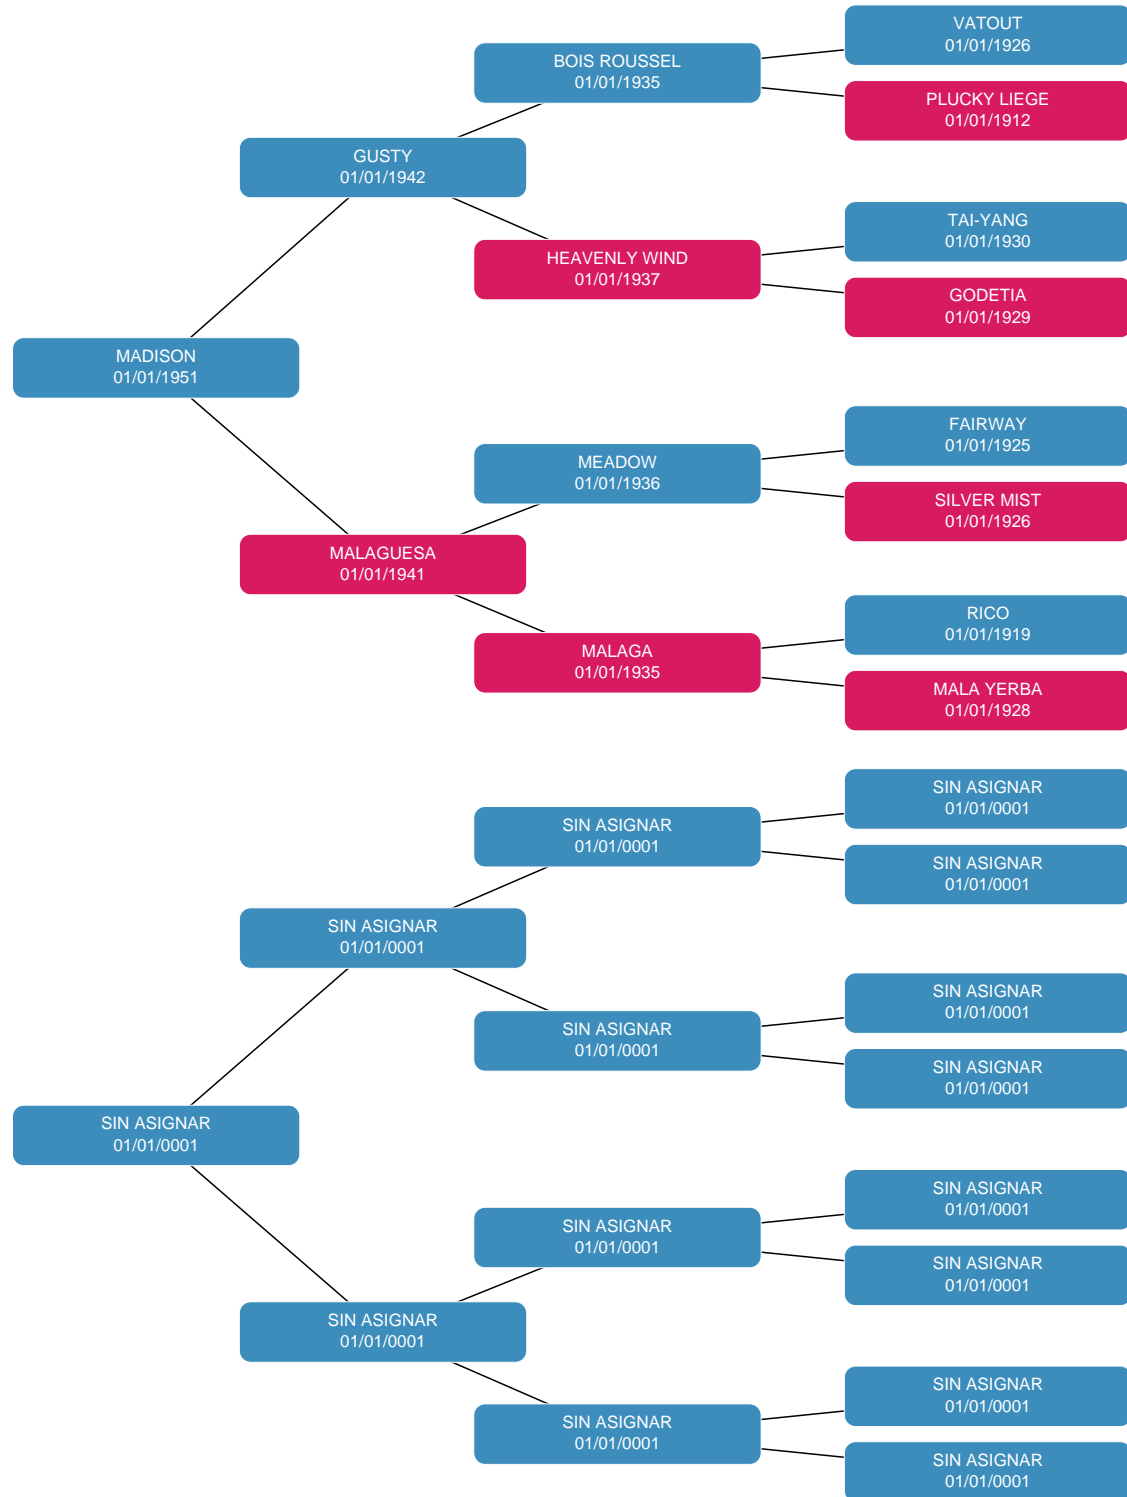 VATOUT
01/01/1926
BOIS ROUSSEL
01/01/1935
PLUCKY LIEGE
01/01/1912
GUSTY
01/01/1942
TAI-YANG
01/01/1930
HEAVENLY WIND
01/01/1937
GODETIA
01/01/1929
MADISON
01/01/1951
FAIRWAY
01/01/1925
MEADOW
01/01/1936
SILVER MIST
01/01/1926
MALAGUESA
01/01/1941
RICO
01/01/1919
MALAGA
01/01/1935
MALA YERBA
01/01/1928
SIN ASIGNAR
01/01/0001
SIN ASIGNAR
01/01/0001
SIN ASIGNAR
01/01/0001
SIN ASIGNAR
01/01/0001
SIN ASIGNAR
01/01/0001
SIN ASIGNAR
01/01/0001
SIN ASIGNAR
01/01/0001
SIN ASIGNAR
01/01/0001
SIN ASIGNAR
01/01/0001
SIN ASIGNAR
01/01/0001
SIN ASIGNAR
01/01/0001
SIN ASIGNAR
01/01/0001
SIN ASIGNAR
01/01/0001
SIN ASIGNAR
01/01/0001
SIN ASIGNAR
01/01/0001